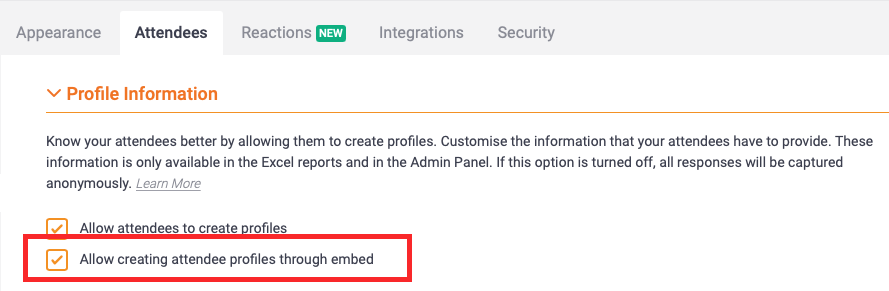 Appearance Attendees Reactions NEW Integrations Security
Profile Information
Know your attendees better by allowing them to create profiles. Customise the information that your attendees have to provide. These
information is only available in the Excel reports and in the Admin Panel. If this option is turned off, all responses will be captured
anonymously. Learn More
Allow attendees to create profiles
Allow creating attendee profiles through embed